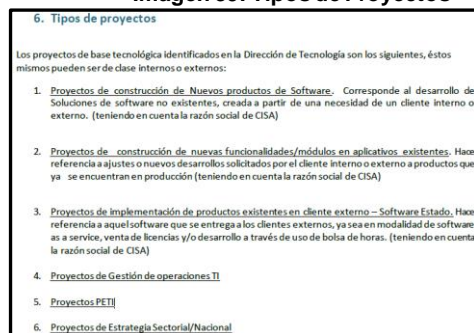 6. Tipos de proyectos
Los proyectos de base tecnológica identificados en la Dirección de Tecnología son los siguientes, éstos
mismos pueden ser de clase internos o externos:
1. Proyectos de construcción de Nuevos productos de Software. Corresponde al desarrollo de
Soluciones de software no existentes, creada a partir de una necesidad de un cliente interno o
externo. (teniendo en cuenta la razón social de CISA)
2. Proyectos de construcción de nuevas funcionalidades/módulos en aplicativos existentes. Hace
referencia a ajustes o nuevos desarrollos solicitados por el cliente interno o externo a productos que
ya se encuentran en producción (teniendo en cuenta la razón social de CISA)
3. Proyectos de implementación de productos existentes en cliente externo – Software Estado. Hace
referencia a aquel software que se entrega a los clientes externos, ya sea en modalidad de software
as a service, venta de licencias y/o desarrollo a través de uso de bolsa de horas. (teniendo en cuenta
la razón social de CISA)
4. Proyectos de Gestión de operaciones TI
5. Proyectos PETI
6. Proyectos de Estrategia Sectorial/Nacional